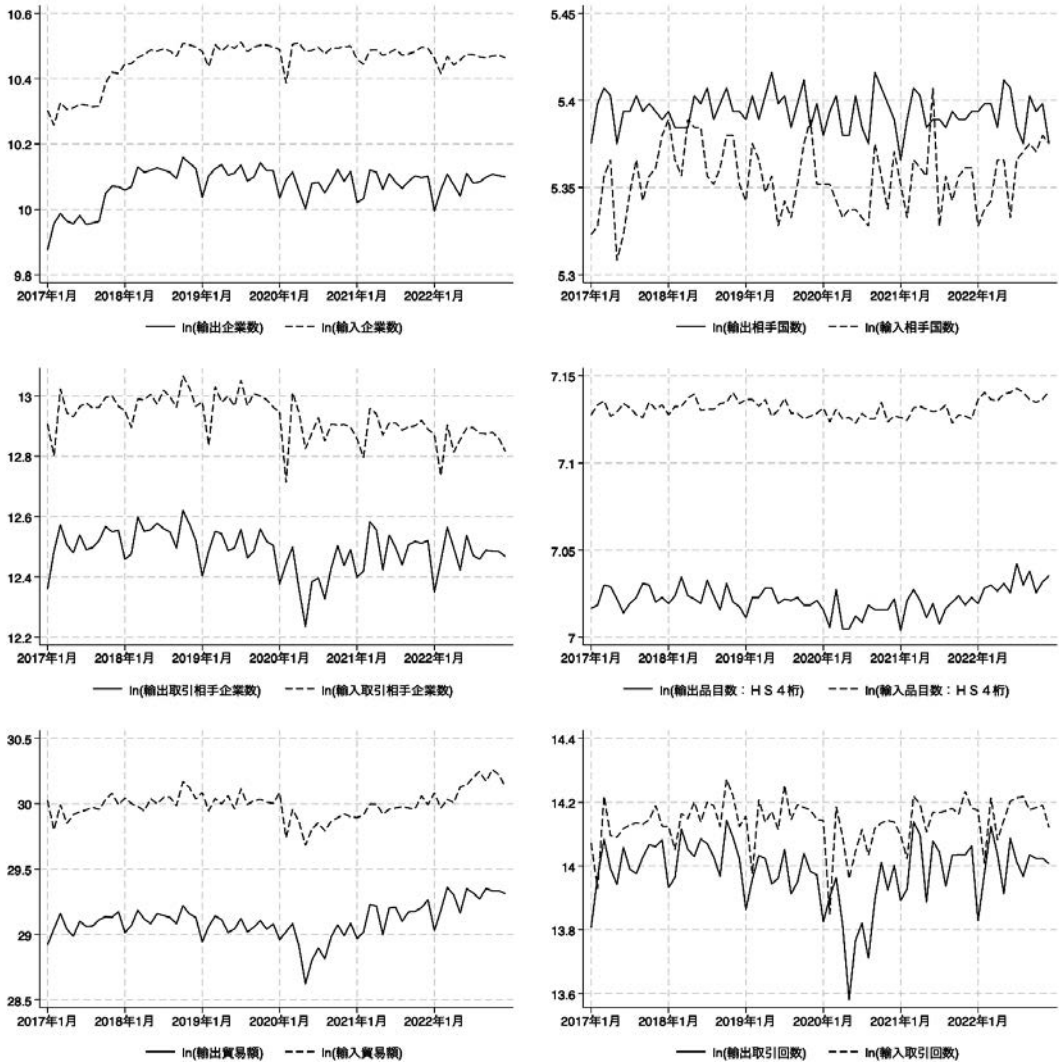 10.6
10.4
10.2
10
9.8
2017年1月 2018年1月 2019年1月 2020年1月 2021年1月 2022年1月
ln(輸出企業数) ln(輸入企業数)
5.45
5.4
5.35
5.3
2017年1月 2018年1月 2019年1月 2020年1月 2021年1月 2022年1月
ln(輸出相手国数) ln(輸入相手国数)
13
12.8
12.6
12.4
12.2
2017年1月 2018年1月 2019年1月 2020年1月 2021年1月 2022年1月
ln(輸出取引相手企業数) ln(輸入取引相手企業数)
7.15
7.1
7.05
7
2017年1月 2018年1月 2019年1月 2020年1月 2021年1月 2022年1月
ln(輸出品目数：ＨＳ４桁) ln(輸入品目数：ＨＳ４桁)
30.5
30
29.5
29
28.5
2017年1月 2018年1月 2019年1月 2020年1月 2021年1月 2022年1月
ln(輸出貿易額) ln(輸入貿易額)
14.4
14.2
14
13.8
13.6
2017年1月 2018年1月 2019年1月 2020年1月 2021年1月 2022年1月
ln(輸出取引回数) ln(輸入取引回数)